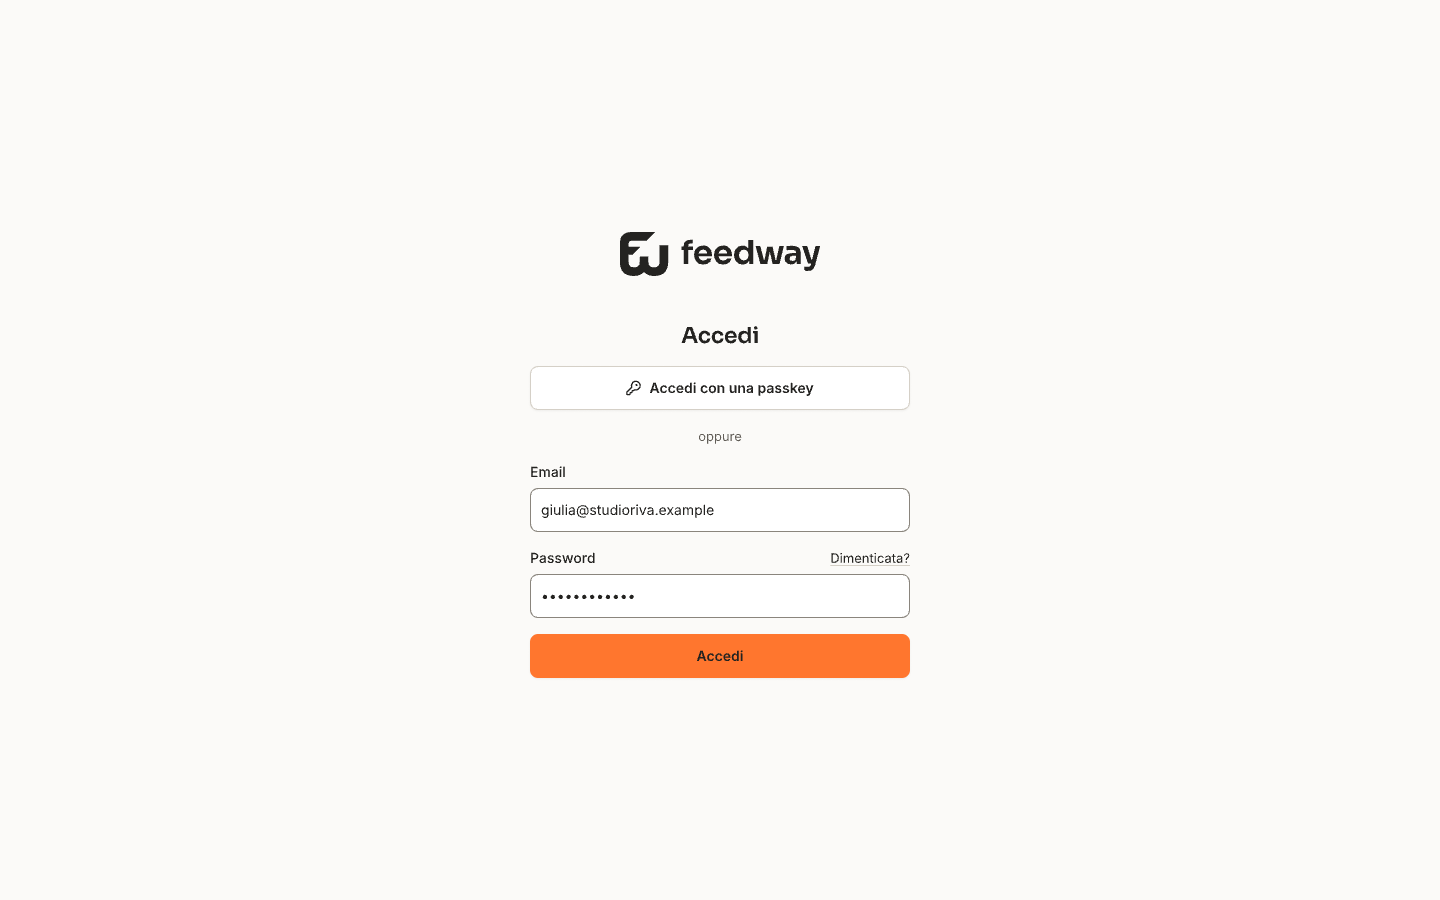 feedway
Accedi
Accedi con una passkey
oppure
Email
giulia@studioriva.example
Password
Dimenticata?
••••••••••••
Accedi